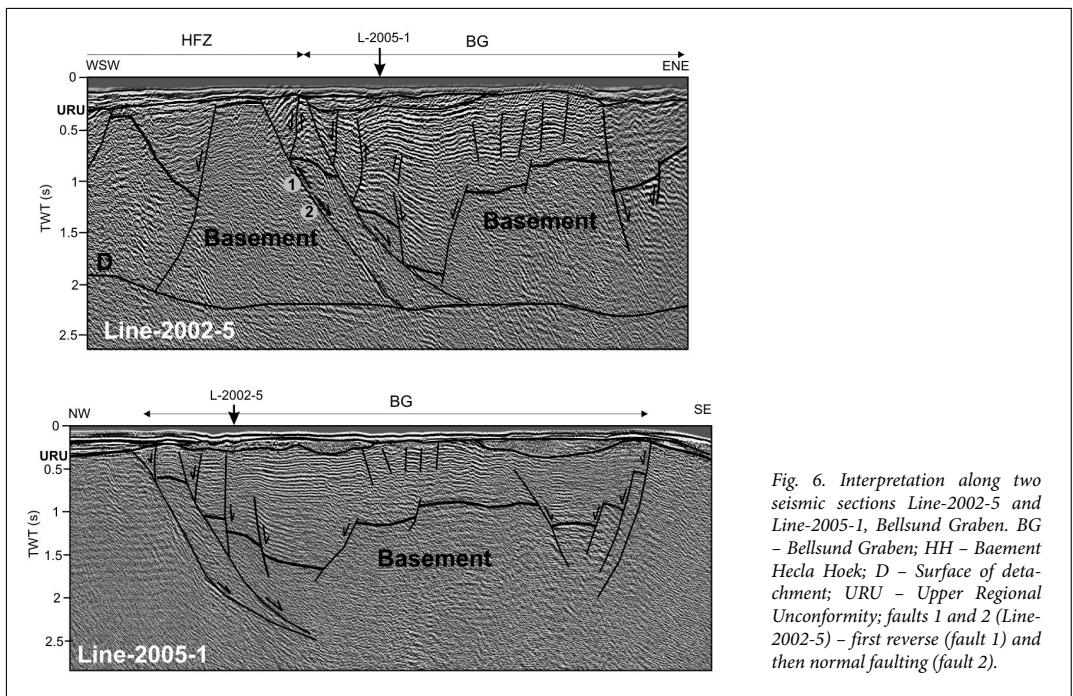 HFZ
L-2005-1
BG
WSW
ENE
0
URU
0.5
1
1.5
2
2.5
TWT (s)
1
2
Basement
Basement
D
Line-2002-5
L-2002-5
BG
NW
SE
0
URU
0.5
1
1.5
2
2.5
TWT (s)
Basement
Line-2005-1
Fig. 6. Interpretation along two
seismic sections Line-2002-5 and
Line-2005-1, Bellsund Graben. BG
– Bellsund Graben; HH – Baement
Hecla Hoek; D – Surface of deta-
chment; URU – Upper Regional
Unconformity; faults 1 and 2 (Line-
2002-5) – first reverse (fault 1) and
then normal faulting (fault 2).